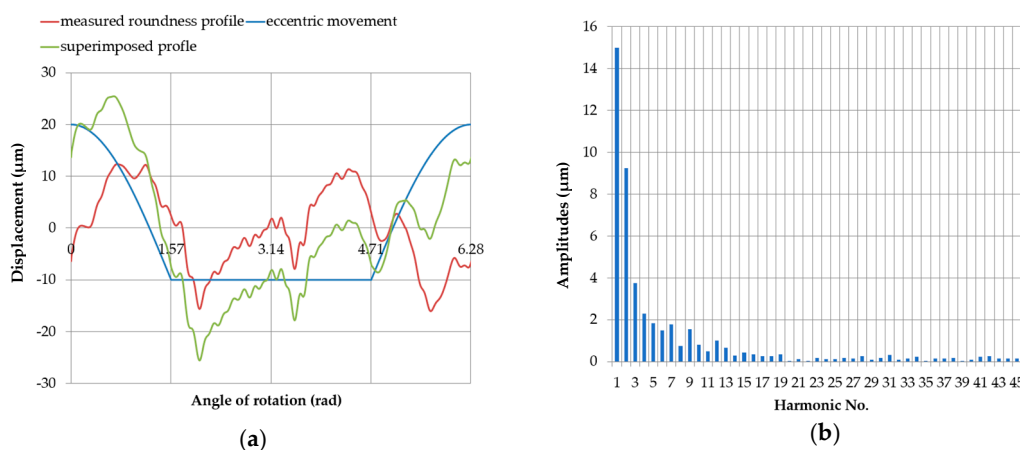 measured roundness profile
eccentric movement
superimposed profle
30
20
10
0
-10
-20
-30
0
1.57
3.14
4.71
6.28
Displacement (µm)
Angle of rotation (rad)
(a)
16
14
12
10
8
6
4
2
0
Amplitudes (µm)
1 3 5 7 9 11 13 15 17 19 21 23 25 27 29 31 33 35 37 39 41 43 45
Harmonic No.
(b)